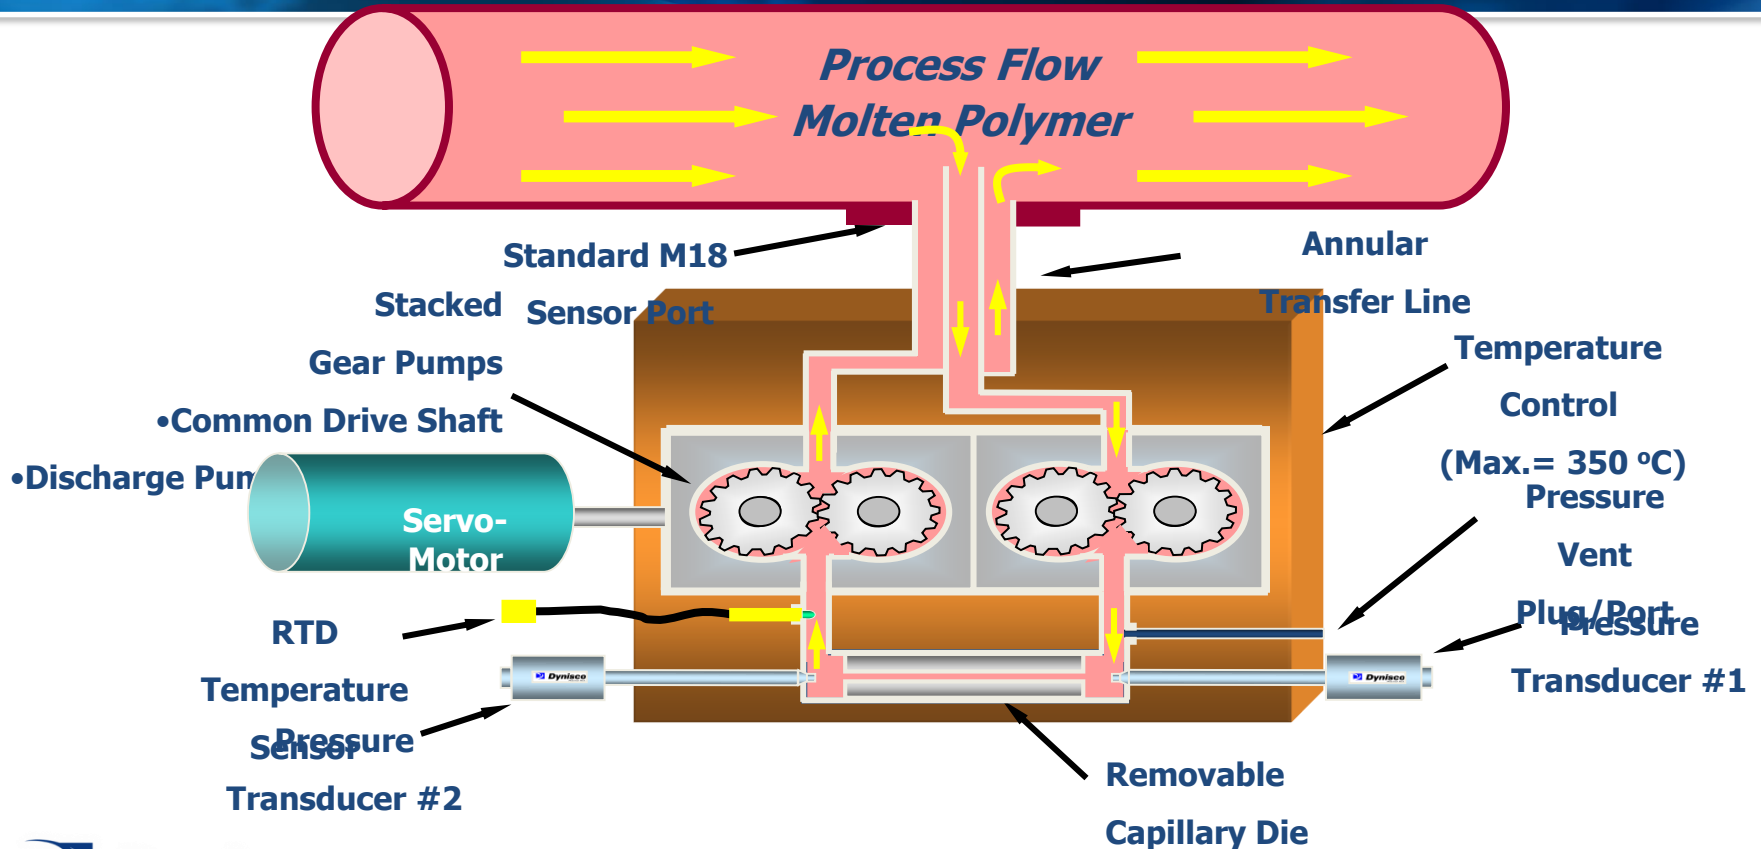 Process Flow
Molten Polymer
Standard M18
Sensor Port
Annular
Transfer Line
Stacked
Gear Pumps
•Common Drive Shaft
•Discharge
Servo-
Motor
Temperature
Control
(Max.= 350 ºC)
Pressure
Vent
Plug/Port
Pressure
Transducer #1
RTD
Temperature
Sensor
Pressure
Transducer #2
Dynisco
Dynisco
Removable
Capillary Die